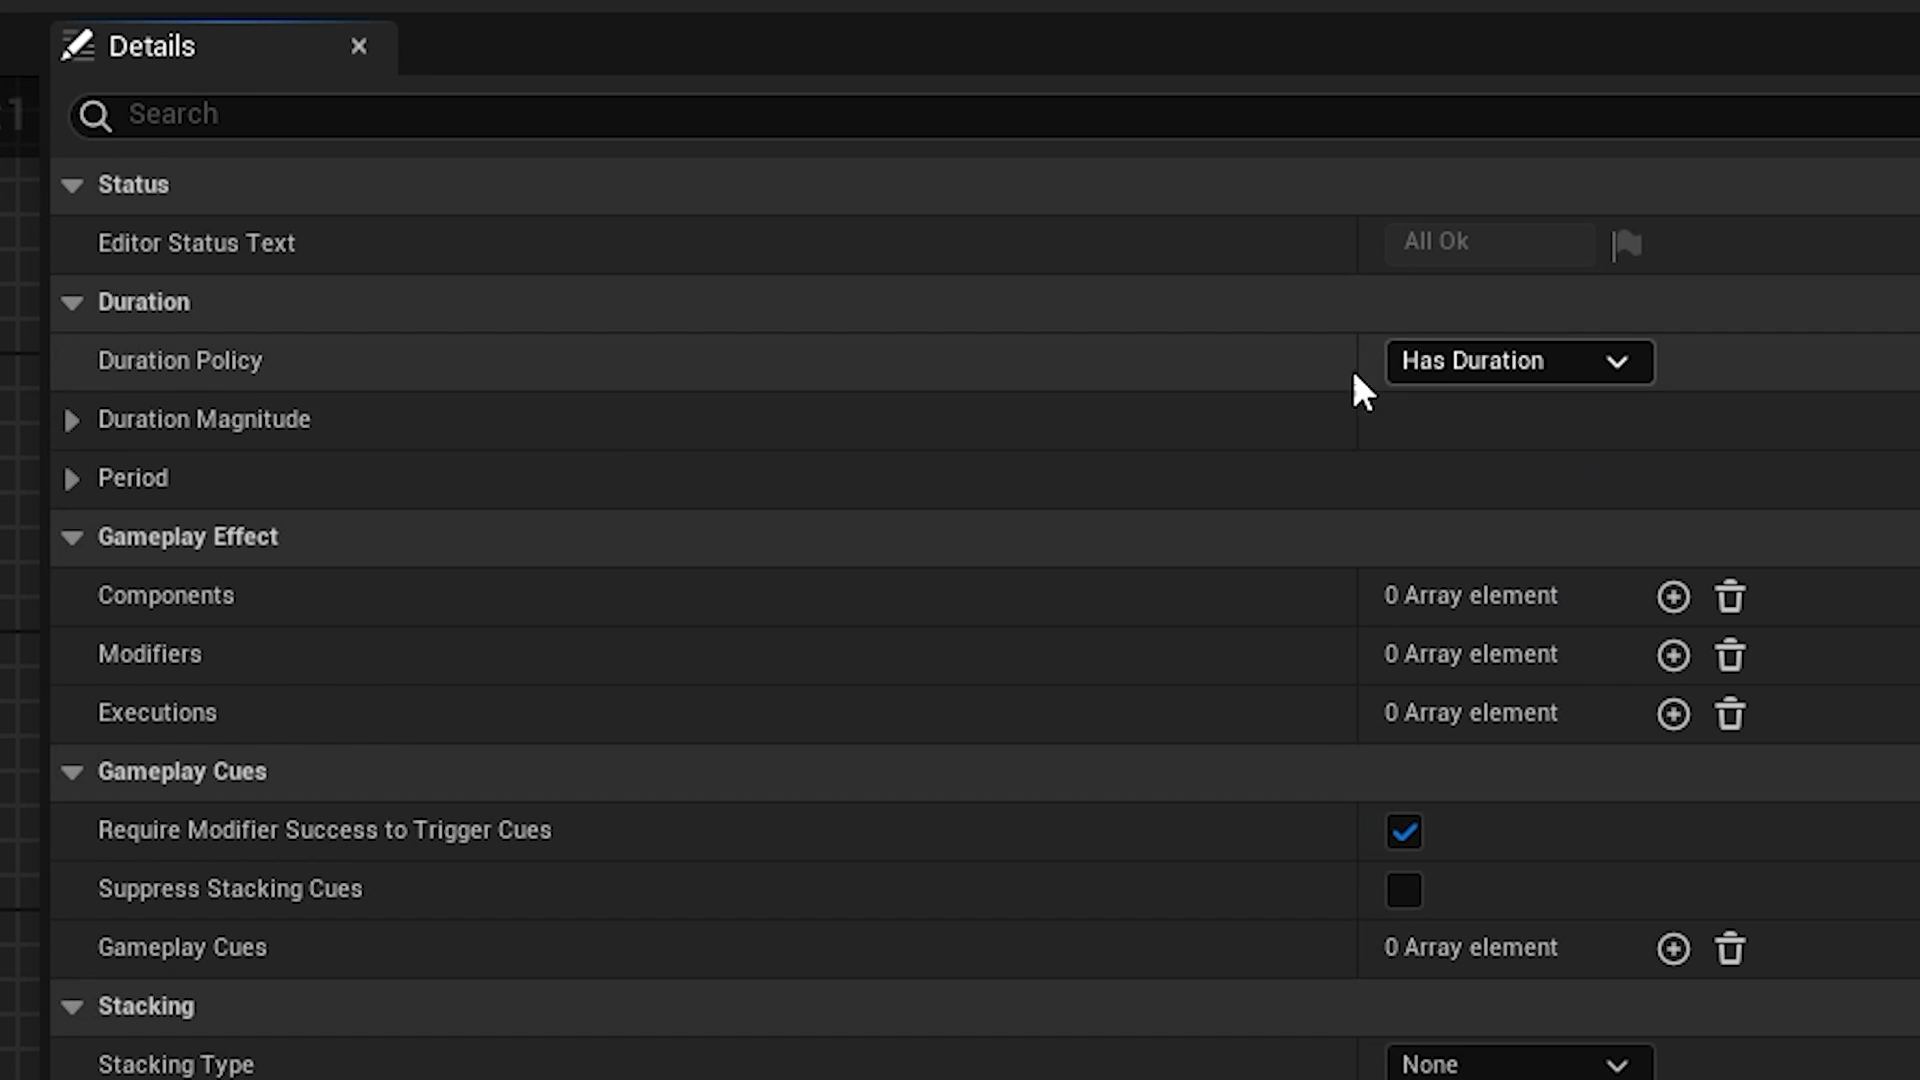 Details
Search
Status
Editor Status Text All Ok
Duration
Duration Policy Has Duration
Duration Magnitude
Period
Gameplay Effect
Components 0 Array element
Modifiers 0 Array element
Executions 0 Array element
Gameplay Cues
Require Modifier Success to Trigger Cues
Suppress Stacking Cues
Gameplay Cues 0 Array element
Stacking
Stacking Type None